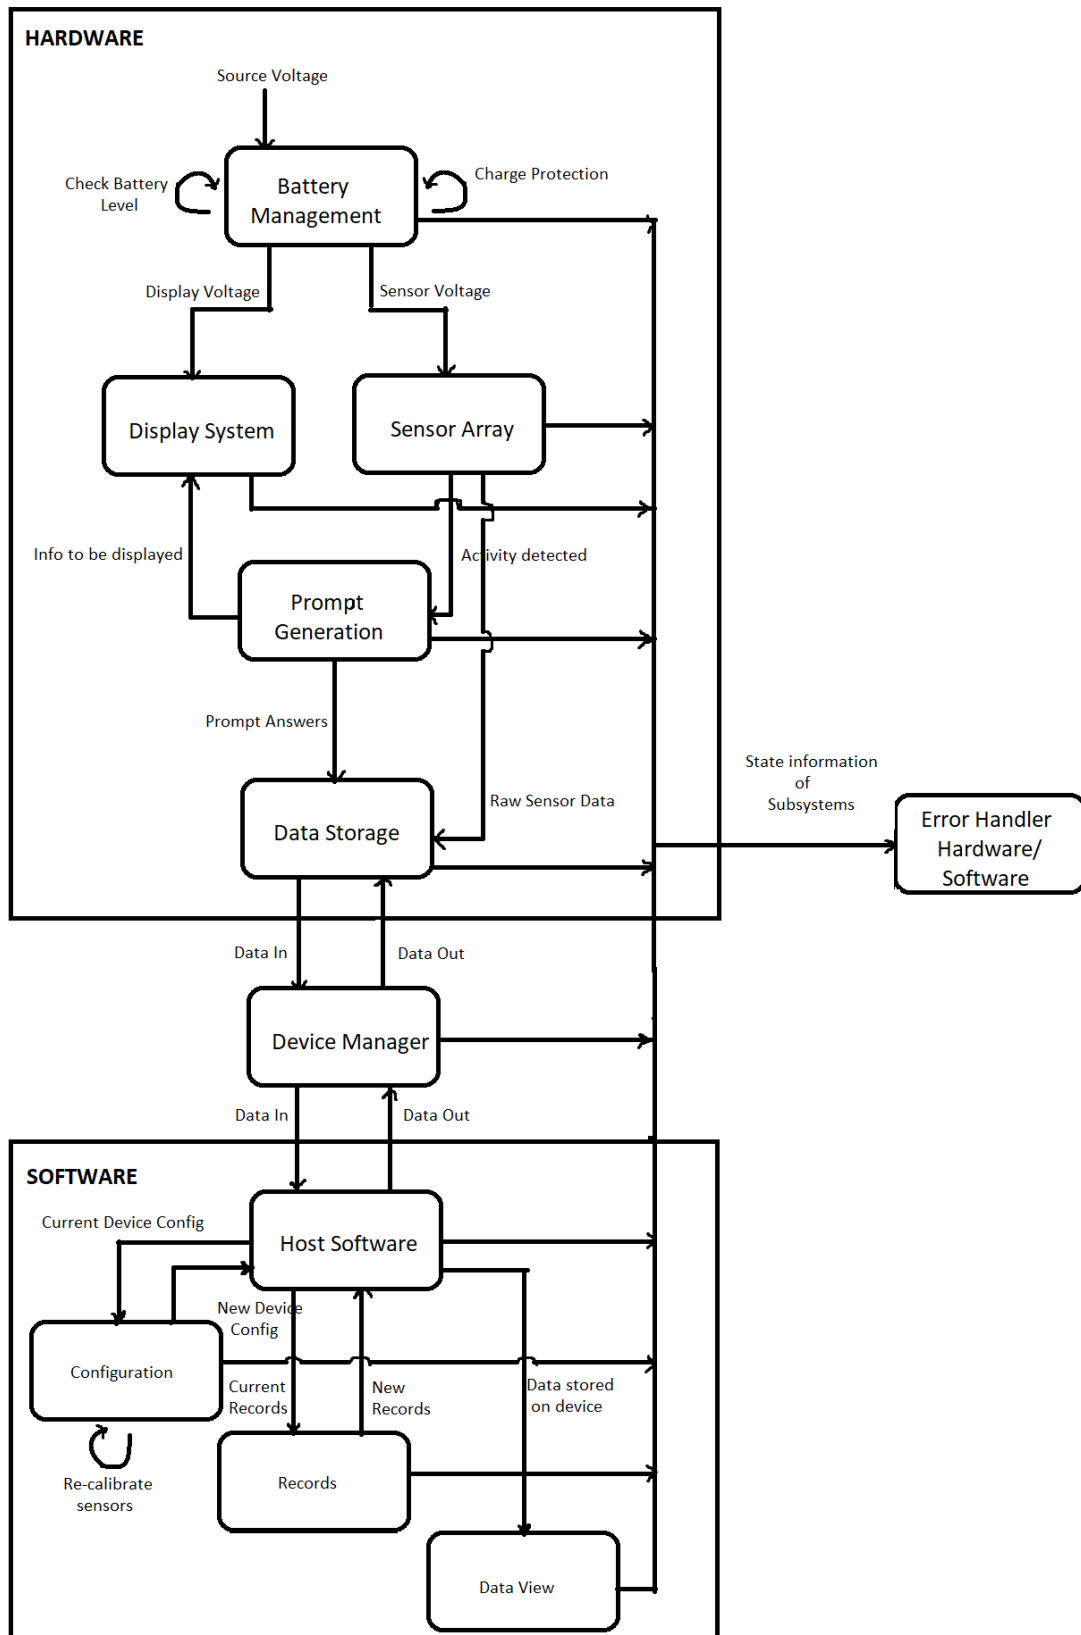 HARDWARE
Source Voltage
Check Battery
Level
Battery
Management
Charge Protection
Display Voltage
Sensor Voltage
Display System
Sensor Array
Info to be displayed
Activity detected
Prompt
Generation
Prompt Answers
Raw Sensor Data
Data Storage
State information
of
Subsystems
Error Handler
Hardware/
Software
Data In
Data Out
Device Manager
Data In
Data Out
SOFTWARE
Current Device Config
Host Software
New Device
Config
Configuration
Current
Records
New
Records
Data stored
on device
Re-calibrate
sensors
Records
Data View